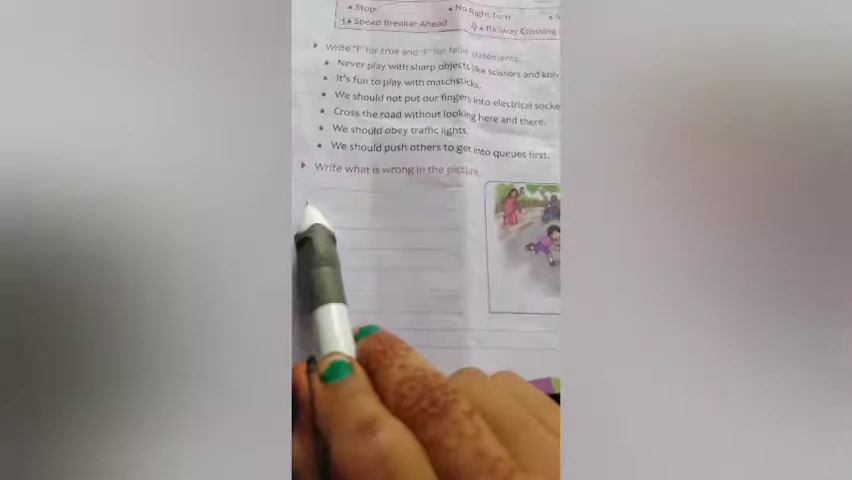 • Stop • No Right Turn
1 • Speed Breaker Ahead 4 • Railway Crossing
Write "T" for true and "F" for false statements.
• Never play with sharp objects like scissors and kniv
• It's fun to play with matchsticks.
• We should not put our fingers into electrical socke
• Cross the road without looking here and there.
• We should obey traffic lights.
• We should push others to get into queues first.
Write what is wrong in the picture.